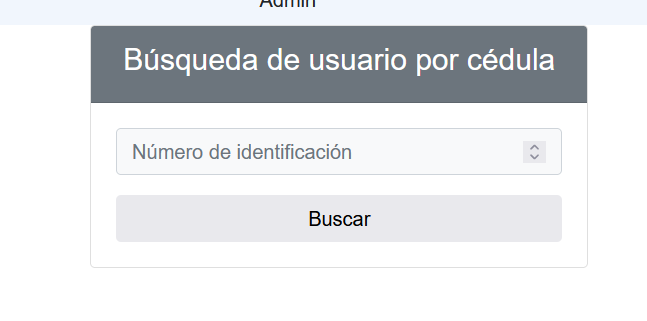 Admin
Búsqueda de usuario por cédula
Número de identificación
Buscar